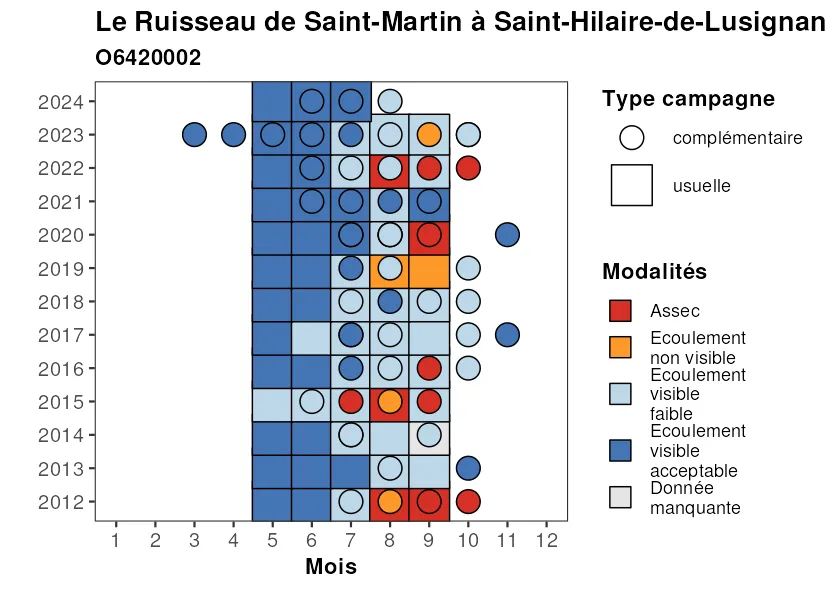 Le Ruisseau de Saint-Martin à Saint-Hilaire-de-Lusignan
O6420002
2024
2023
2022
2021
2020
2019
2018
2017
2016
2015
2014
2013
2012
1 2 3 4 5 6 7 8 9 10 11 12
Mois
Type campagne
complémentaire
usuelle
Modalités
Assec
Ecoulement
non visible
Ecoulement
visible
faible
Ecoulement
visible
acceptable
Donnée
manquante